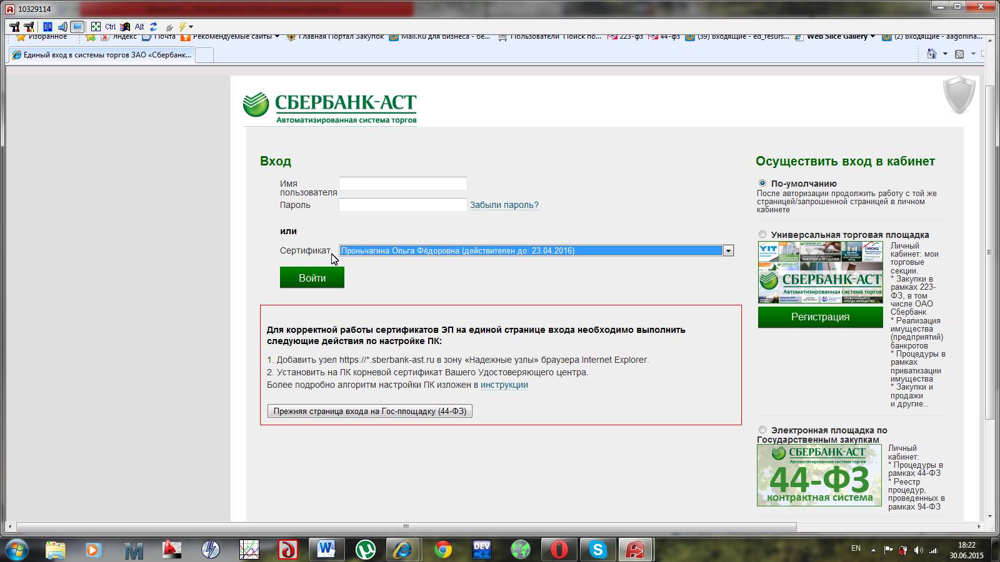 10329114
Ctrl
Alt
Избранное
Яндекс
Почта
Рекомендуемые сайты
Главная Портал Закупок
Mail.Ru для бизнеса - бе...
Пользователи Поиск по...
223-фз
44-фз
(39) Входящие - ed_resurs...
Web Slice Gallery
(2) Входящие - aagorlina...
Единый вход в системы торгов ЗАО «Сбербанк...
СБЕРБАНК-АСТ
Автоматизированная система торгов
Вход
Имя
пользователя
Пароль
Забыли пароль?
или
Сертификат
Проньчагина Ольга Фёдоровна (действителен до: 23.04.2016)
Войти
Для корректной работы сертификатов ЭП на единой странице входа необходимо выполнить
следующие действия по настройке ПК:
1. Добавить узел https://*.sberbank-ast.ru в зону «Надежные узлы» браузера Internet Explorer.
2. Установить на ПК корневой сертификат Вашего Удостоверяющего центра.
Более подробно алгоритм настройки ПК изложен в инструкции
Прежняя страница входа на Гос-площадку (44-ФЗ)
Осуществить вход в кабинет
По-умолчанию
После авторизации продолжить работу с той же
страницей/запрошенной страницей в личном
кабинете
Универсальная торговая площадка
YIT
МИЭЦ
ЗАКУПКИ И ПРОДАЖИ
СБЕРБАНК-АСТ
Автоматизированная система торгов
Регистрация
Личный
кабинет: мои
торговые
секции.
* Закупки в
рамках 223-
ФЗ, в том
числе ОАО
Сбербанк
* Реализация
имущества
(предприятий)
банкротов
* Процедуры в
рамках
приватизации
имущества
* Закупки и
продажи
и другие..
Электронная площадка по
Государственным закупкам
СБЕРБАНК-АСТ
Автоматизированная система торгов
44-ФЗ
контрактная система
Личный
кабинет:
* Процедуры в
рамках 44-ФЗ
* Реестр
процедур,
проведенных в
рамках 94-ФЗ
DEV
C++
EN
18:22
30.06.2015